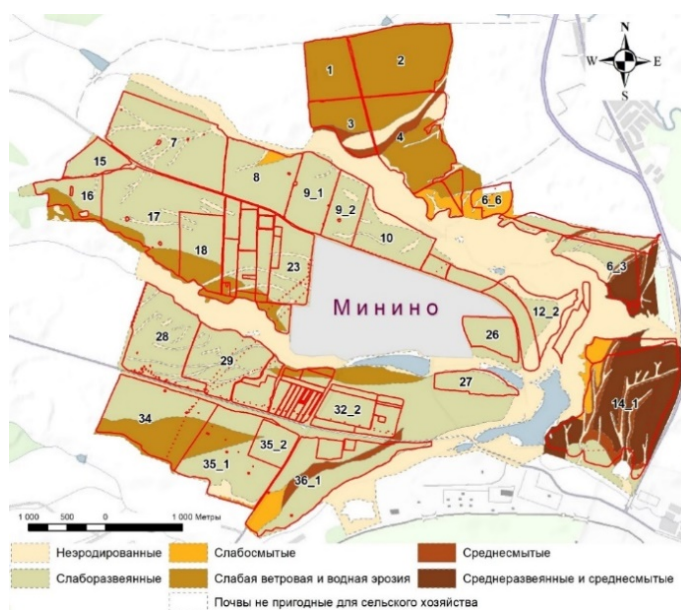 N
W E
S
1
2
3
4
7
15
8
16
9_1
9_2
6_6
17
18
10
23
6_3
Минино
12_2
26
28
29
27
14_1
34
32_2
35_2
35_1
36_1
1 000 500 0 1 000 Метры
Неэродированные
Слабосмытые
Среднесмытые
Слаборазвеянные
Слабая ветровая и водная эрозия
Среднеразвеянные и среднесмытые
Почвы не пригодные для сельского хозяйства